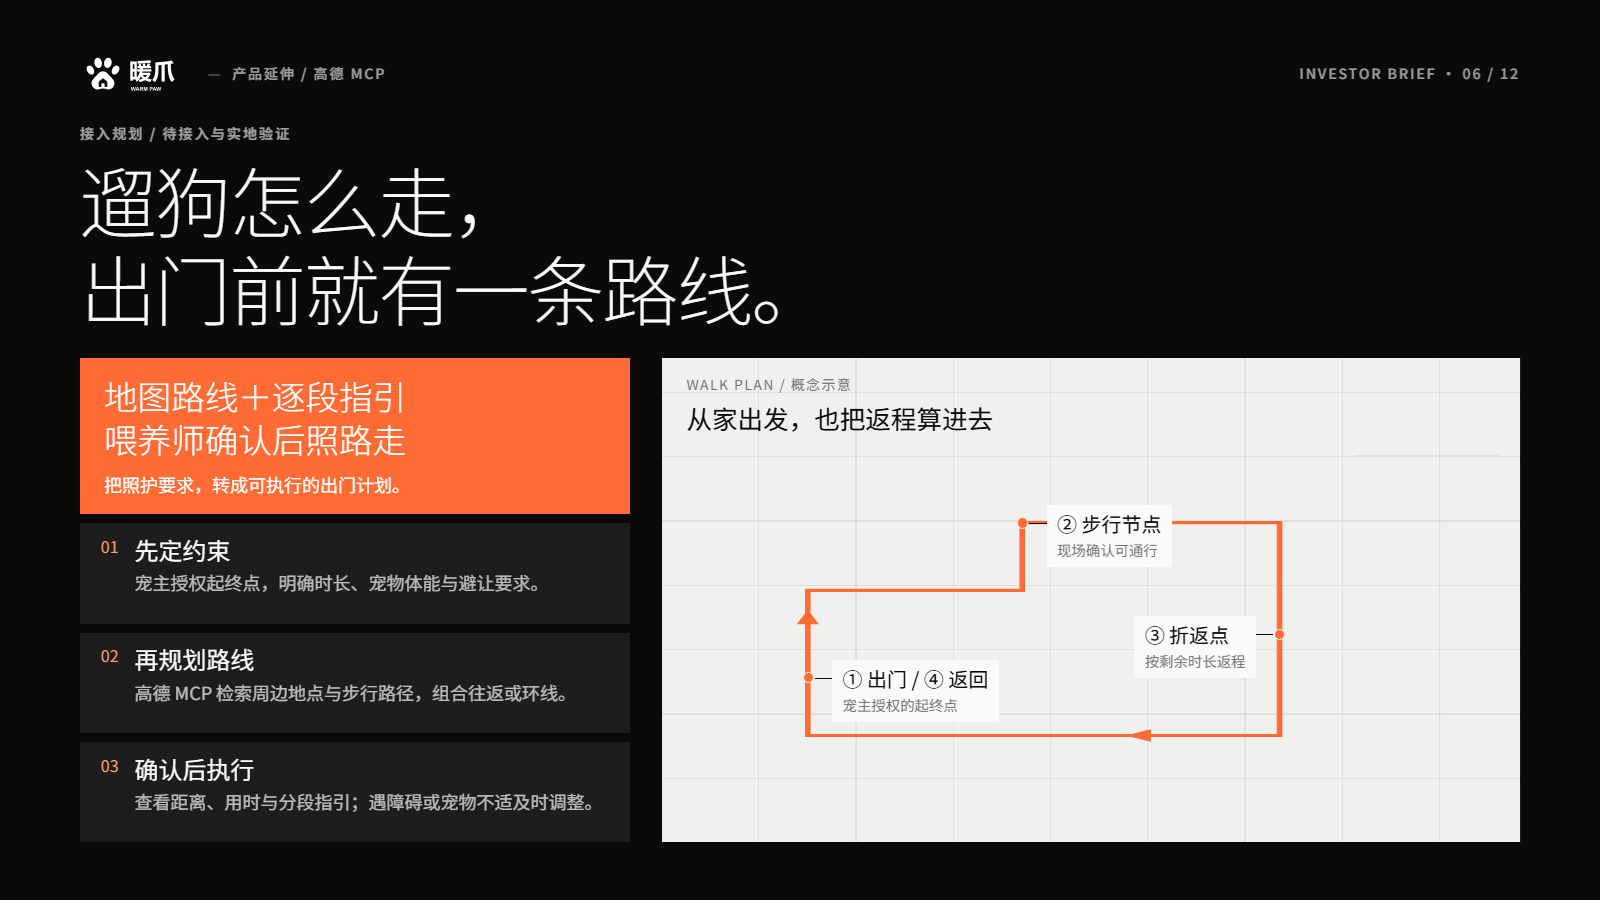 暖爪
WARM PAW
— 产品延伸 / 高德 MCP
INVESTOR BRIEF • 06 / 12
接入规划 / 待接入与实地验证
遛狗怎么走，
出门前就有一条路线。
地图路线＋逐段指引
喂养师确认后照路走
把照护要求，转成可执行的出门计划。
01 先定约束
宠主授权起终点，明确时长、宠物体能与避让要求。
02 再规划路线
高德 MCP 检索周边地点与步行路径，组合往返或环线。
03 确认后执行
查看距离、用时与分段指引；遇障碍或宠物不适及时调整。
WALK PLAN / 概念示意
从家出发，也把返程算进去
② 步行节点
现场确认可通行
③ 折返点
按剩余时长返程
① 出门 / ④ 返回
宠主授权的起终点